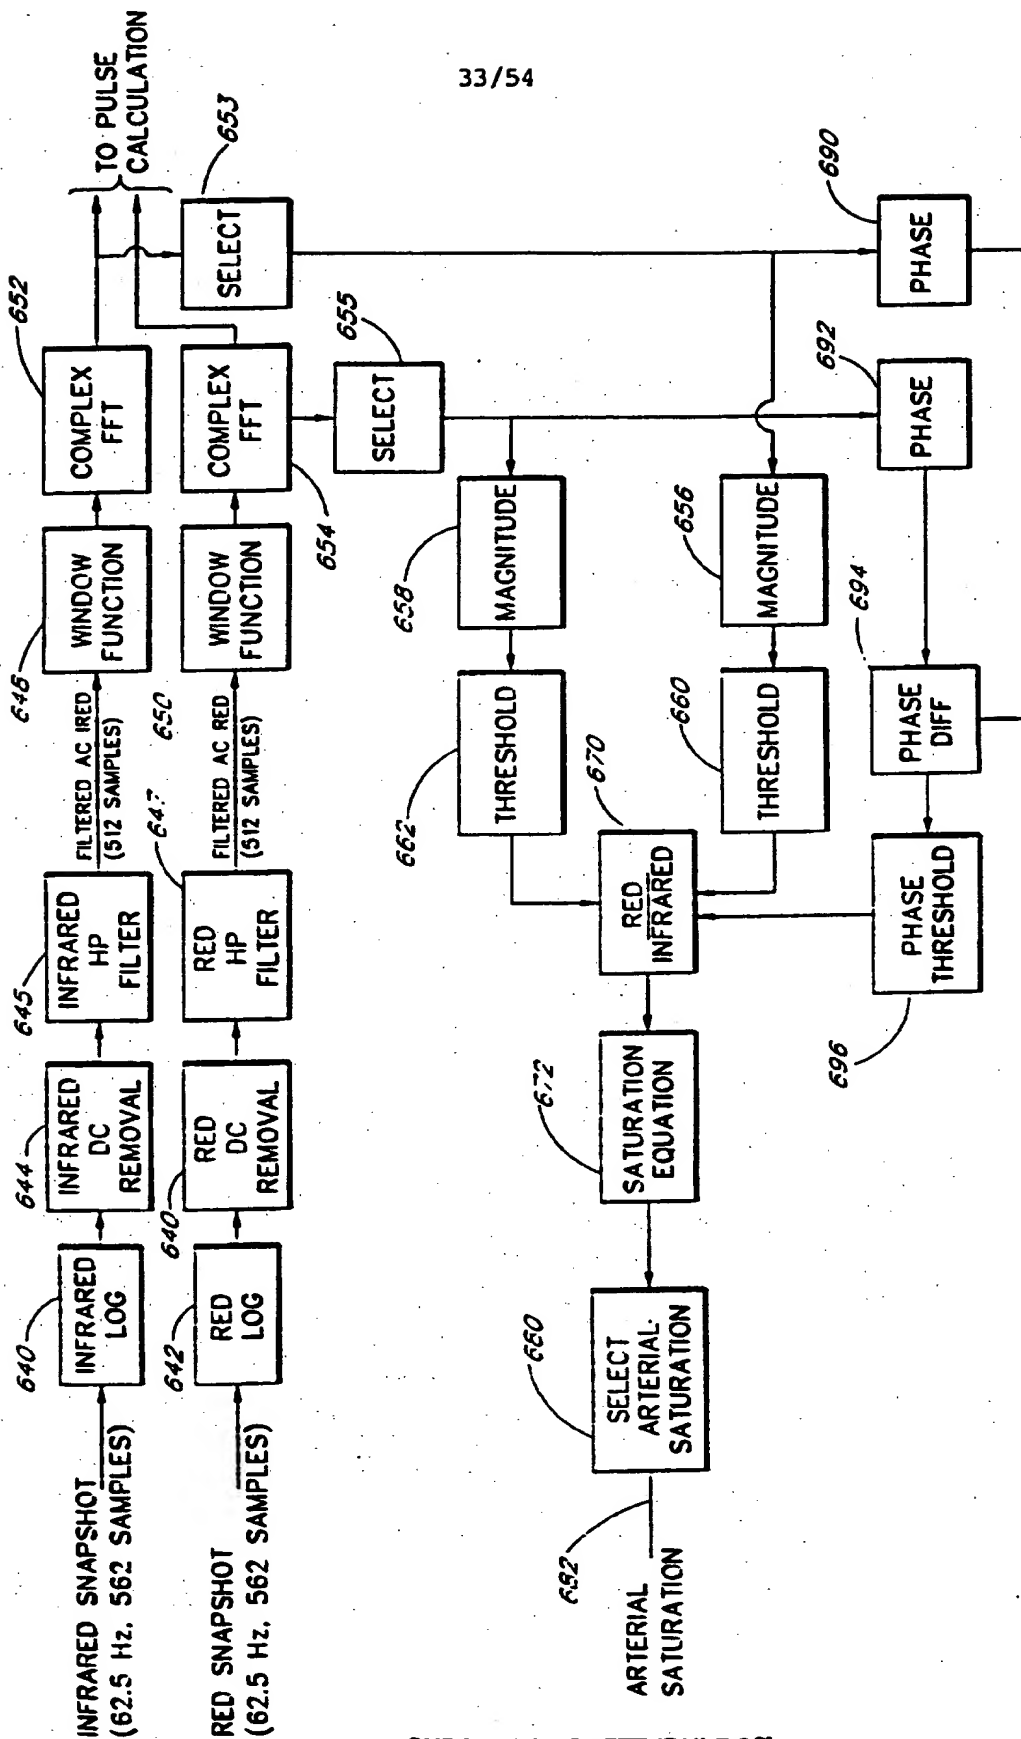 33/54
INFRARED SNAPSHOT
(62.5 Hz, 562 SAMPLES)
640
INFRARED
LOG
644
INFRARED
DC
REMOVAL
645
INFRARED
HP
FILTER
FILTERED AC IRED
(512 SAMPLES)
646
WINDOW
FUNCTION
652
COMPLEX
FFT
TO PULSE
CALCULATION
RED SNAPSHOT
(62.5 Hz, 562 SAMPLES)
642
RED
LOG
640
RED
DC
REMOVAL
647
RED
HP
FILTER
FILTERED AC RED
(512 SAMPLES)
650
WINDOW
FUNCTION
654
COMPLEX
FFT
653
SELECT
655
SELECT
658
MAGNITUDE
662
THRESHOLD
656
MAGNITUDE
660
THRESHOLD
690
PHASE
692
PHASE
694
PHASE
DIFF
696
PHASE
THRESHOLD
670
RED
INFRARED
672
SATURATION
EQUATION
680
SELECT
ARTERIAL-
SATURATION
682
ARTERIAL
SATURATION